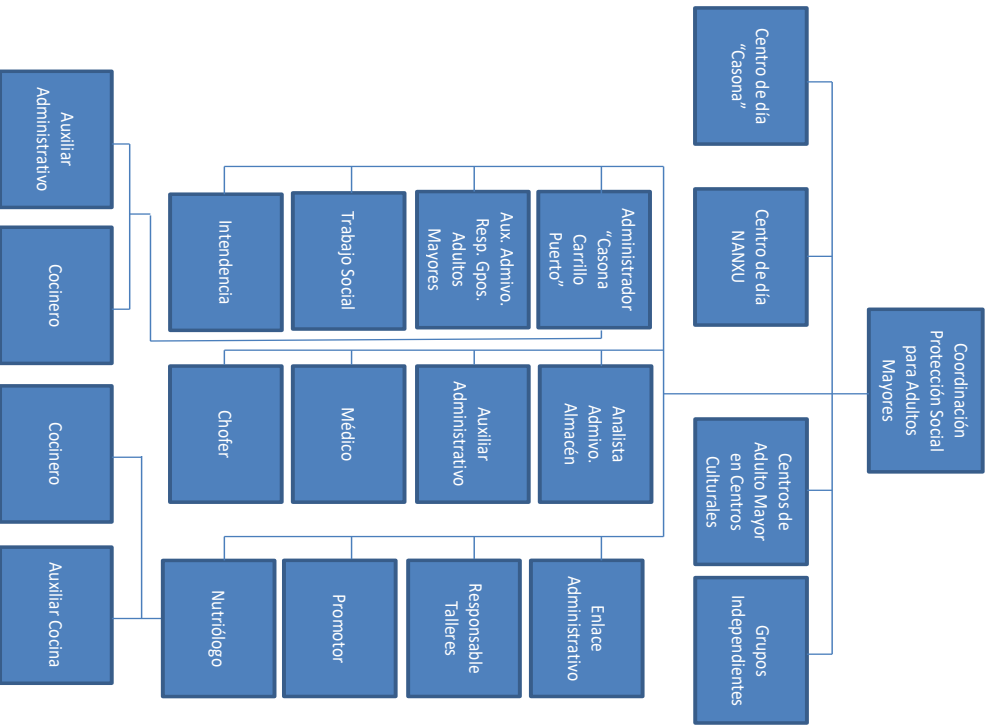 Coordinación
Protección Social
para Adultos
Mayores
Centro de día
“Casona”
Centro de día
NANXU
Centros de
Adulto Mayor
en Centros
Culturales
Grupos
Independientes
Administrador
“Casona
Carrillo
Puerto”
Aux. Admivo.
Resp. Gpos.
Adultos
Mayores
Trabajo Social
Intendencia
Analista
Admivo.
Almacén
Auxiliar
Administrativo
Médico
Chofer
Enlace
Administrativo
Responsable
Talleres
Promotor
Nutriólogo
Auxiliar
Administrativo
Cocinero
Cocinero
Auxiliar Cocina